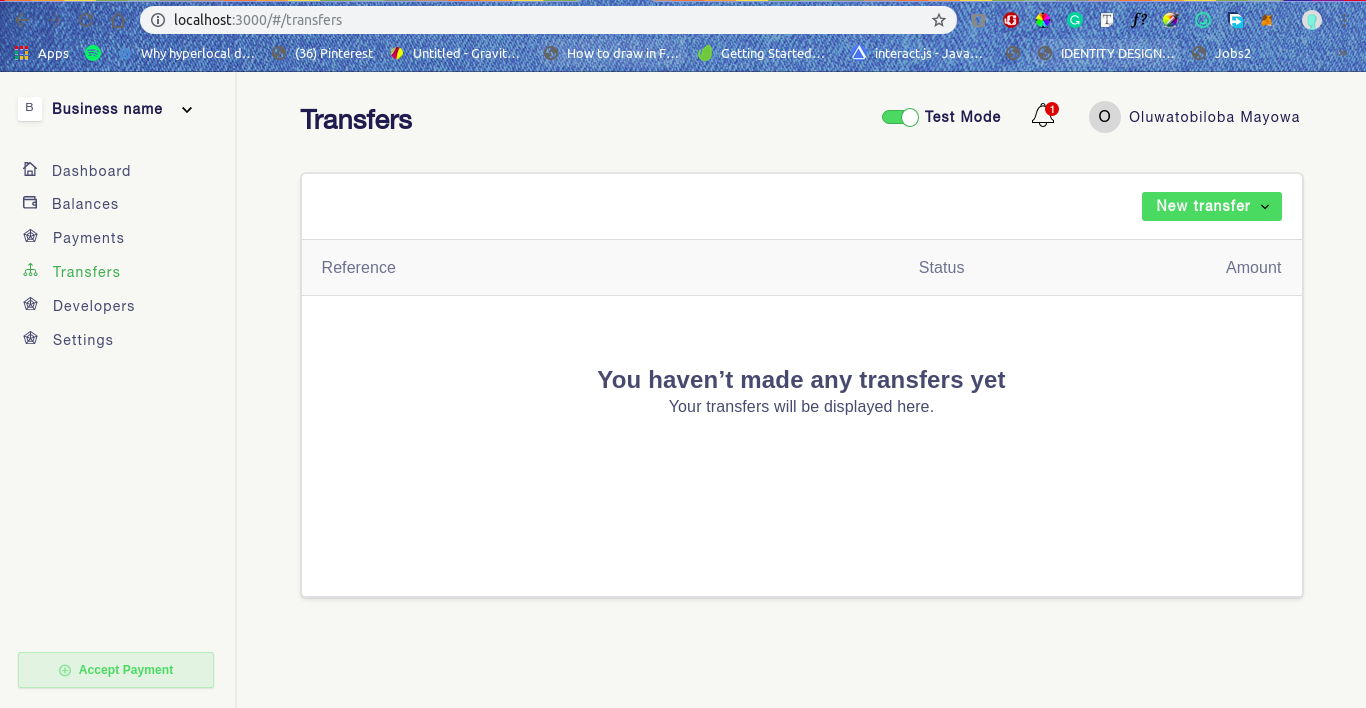 localhost:3000/#/transfers
Apps Why hyperlocal d... (36) Pinterest Untitled - Gravit... How to draw in F... Getting Started... interact.js - Java... IDENTITY DESIGN... Jobs2
B Business name
Transfers
Test Mode
1
O Oluwatobiloba Mayowa
Dashboard
Balances
Payments
Transfers
Developers
Settings
New transfer
Reference Status Amount
You haven’t made any transfers yet
Your transfers will be displayed here.
Accept Payment